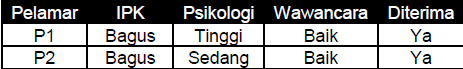 Pelamar IPK Psikologi Wawancara Diterima
P1 Bagus Tinggi Baik Ya
P2 Bagus Sedang Baik Ya